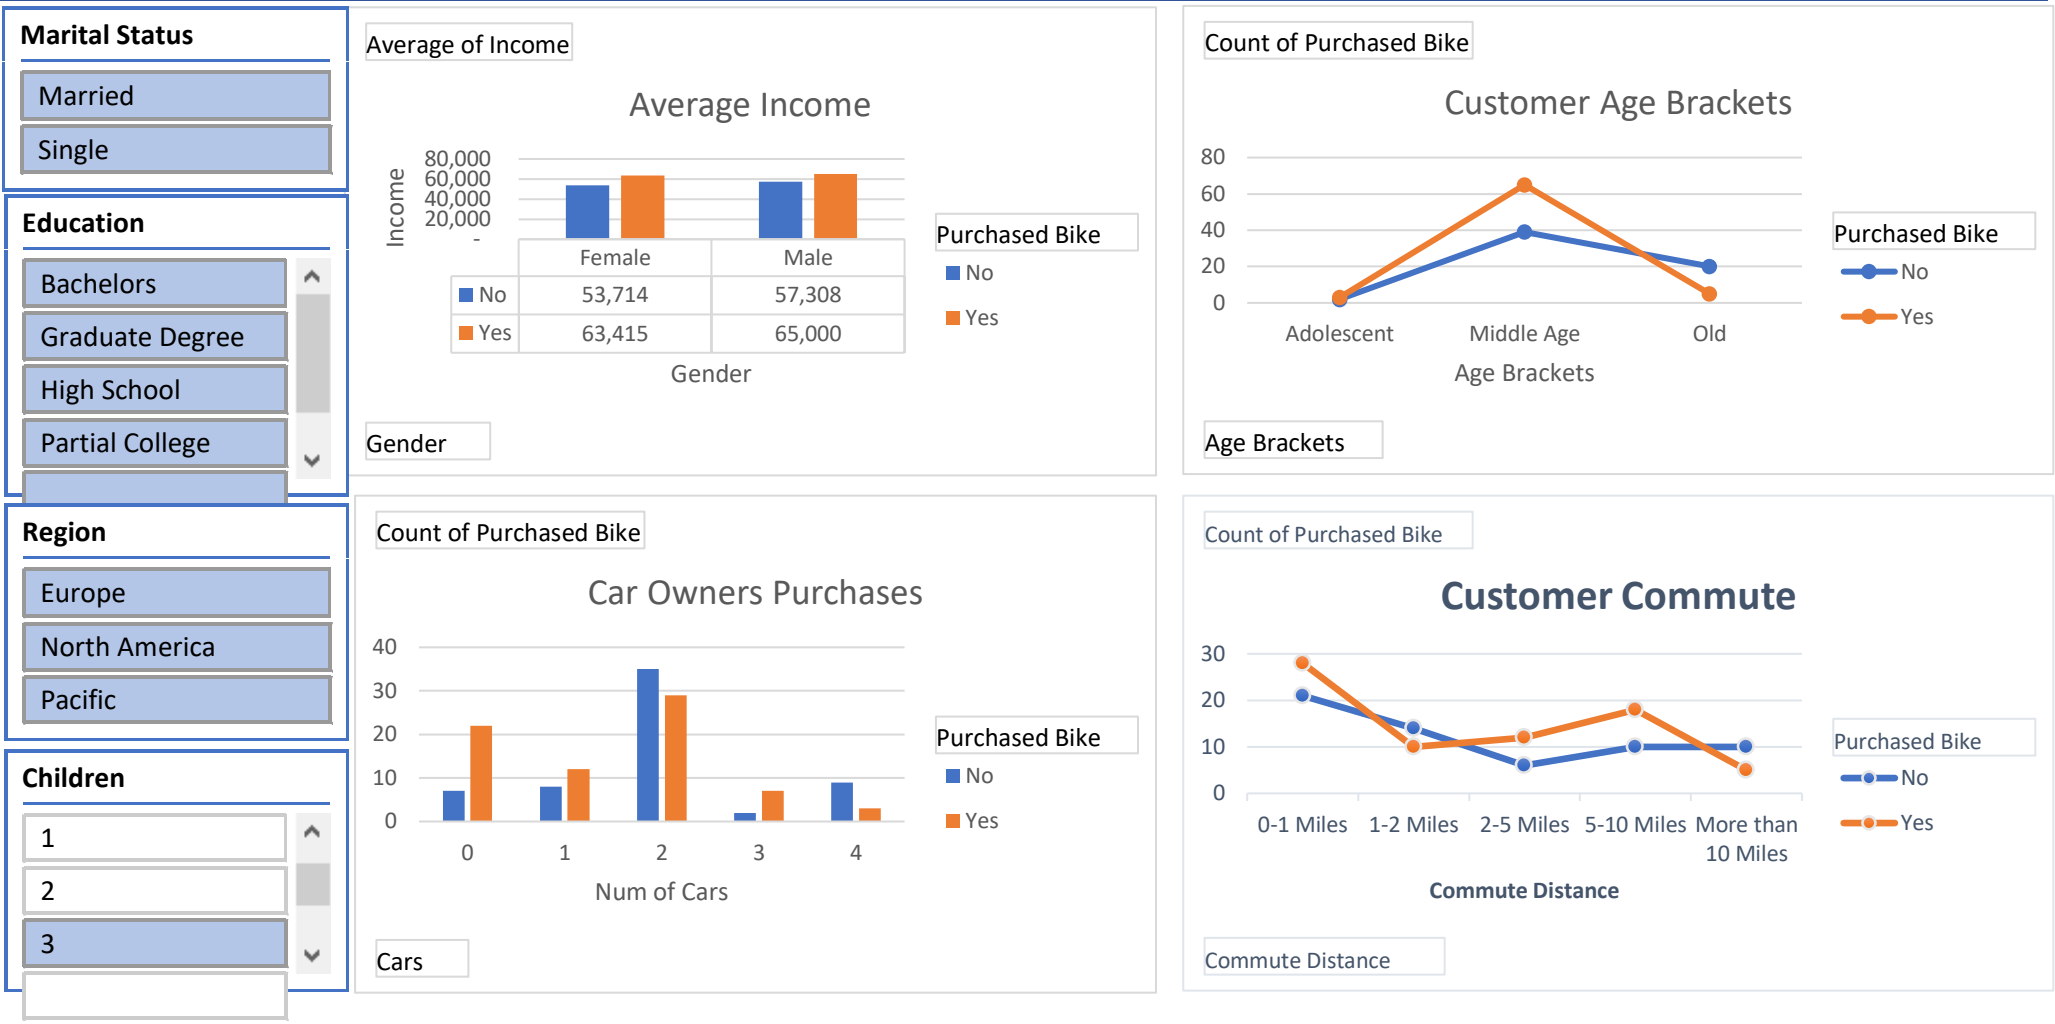 Marital Status
Married
Single
Education
Bachelors
Graduate Degree
High School
Partial College
Region
Europe
North America
Pacific
Children
1
2
3
Average of Income
Average Income
Income
80,000
60,000
40,000
20,000
-
Female Male
No 53,714 57,308
Yes 63,415 65,000
Gender
Purchased Bike
No
Yes
Gender
Count of Purchased Bike
Customer Age Brackets
80
60
40
20
0
Adolescent Middle Age Old
Age Brackets
Purchased Bike
No
Yes
Age Brackets
Count of Purchased Bike
Car Owners Purchases
40
30
20
10
0
0 1 2 3 4
Num of Cars
Purchased Bike
No
Yes
Cars
Count of Purchased Bike
Customer Commute
30
20
10
0
0-1 Miles 1-2 Miles 2-5 Miles 5-10 Miles More than
10 Miles
Commute Distance
Purchased Bike
No
Yes
Commute Distance